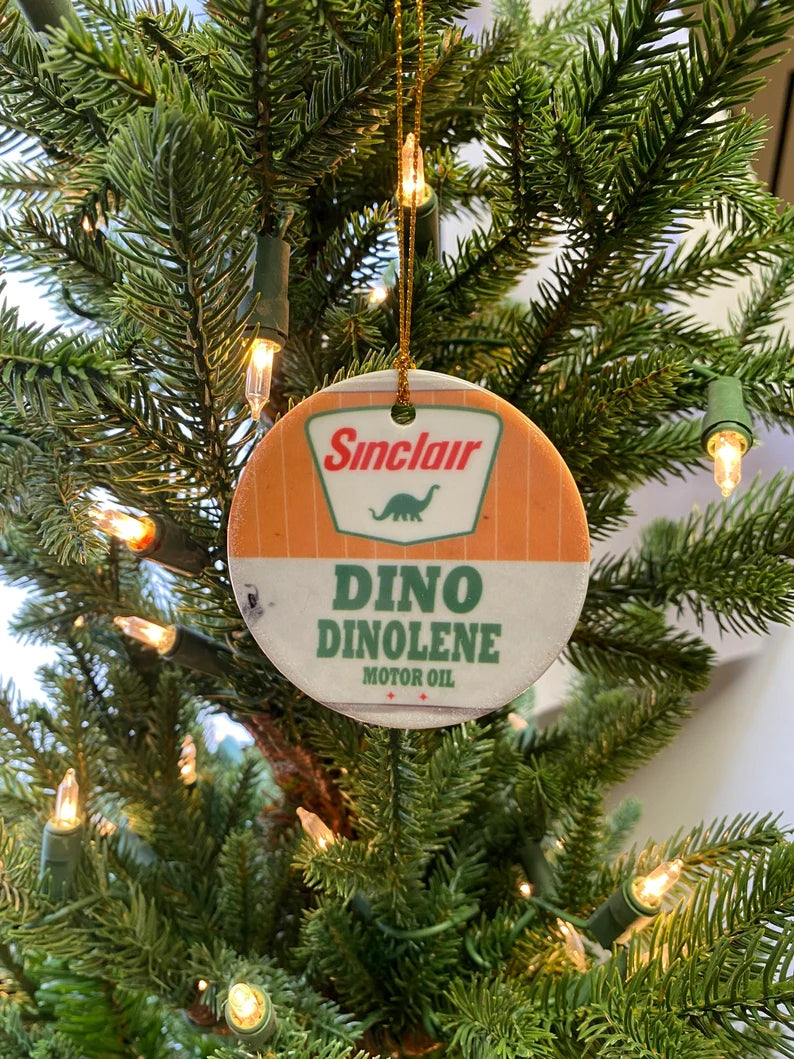 Sinclair
DINO
DINOLENE
MOTOR OIL